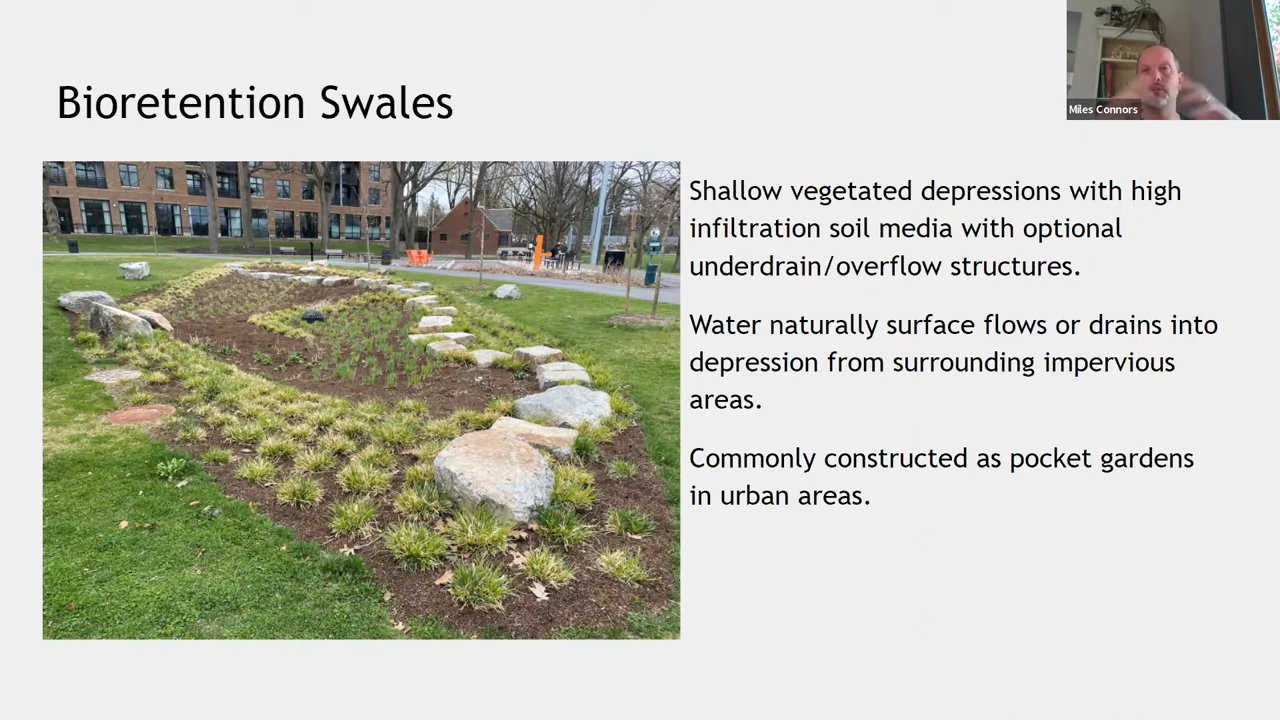 Bioretention Swales
Miles Connors
Shallow vegetated depressions with high
infiltration soil media with optional
underdrain/overflow structures.
Water naturally surface flows or drains into
depression from surrounding impervious
areas.
Commonly constructed as pocket gardens
in urban areas.